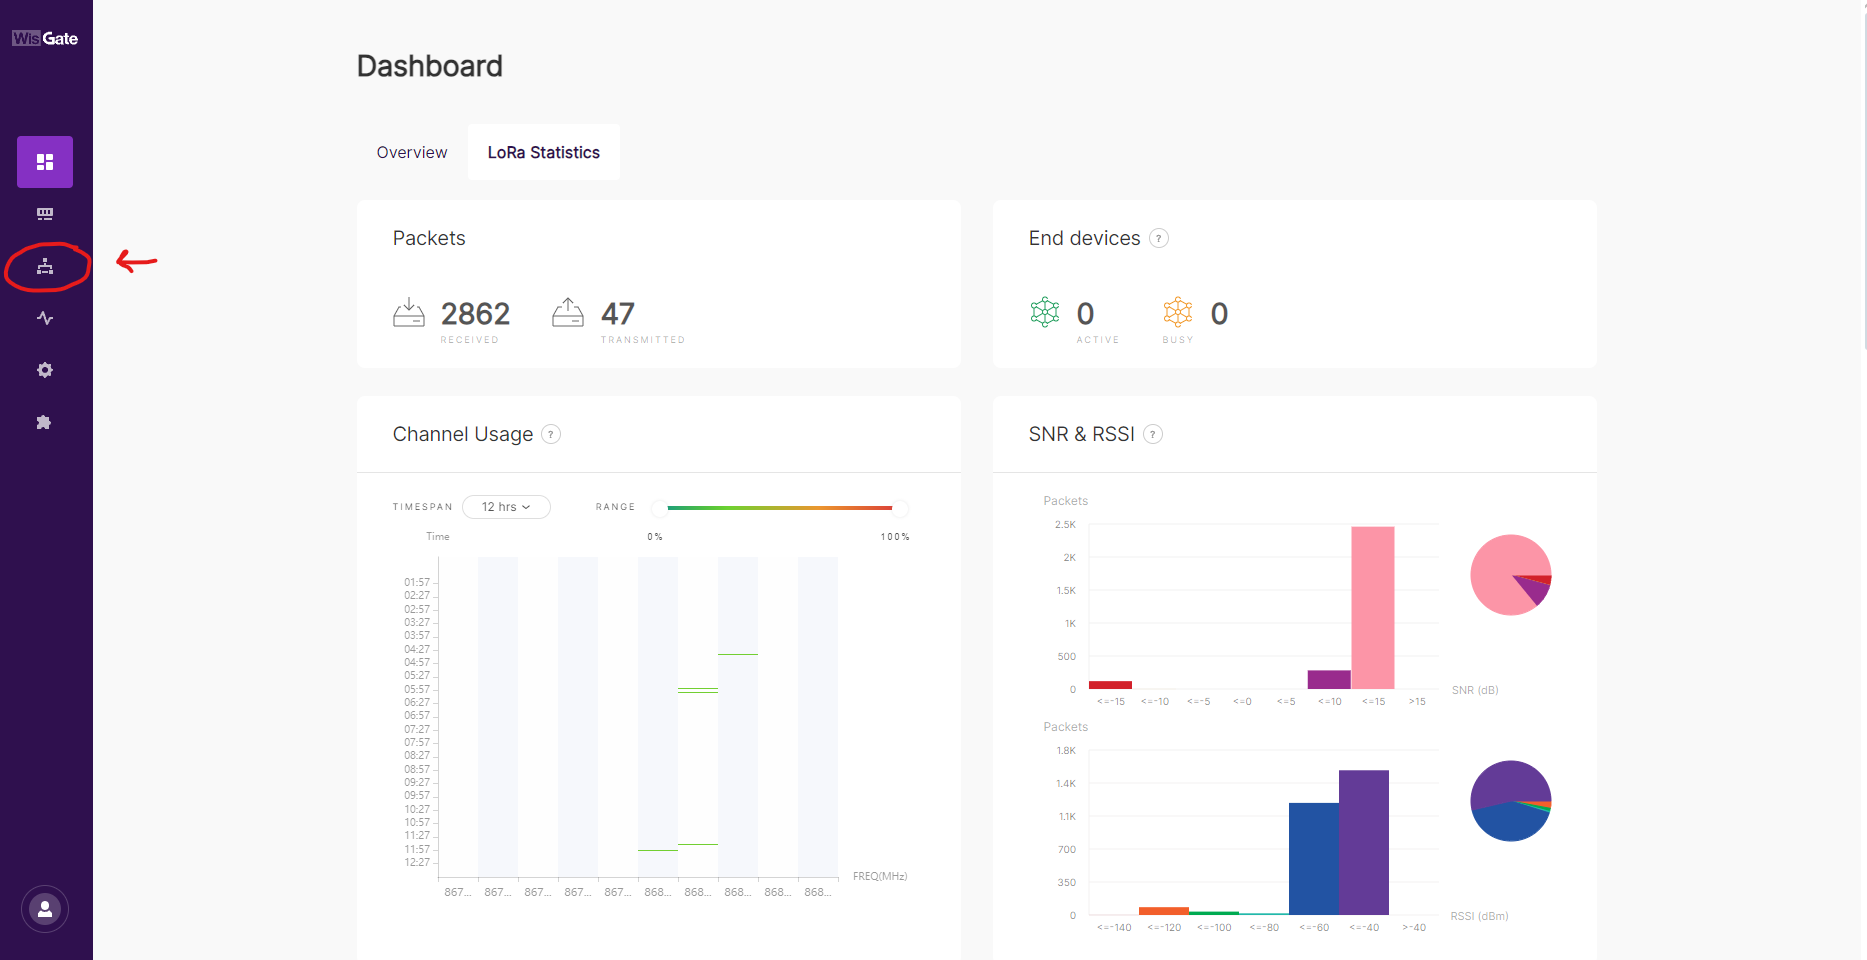 WisGate
Dashboard
Overview
LoRa Statistics
Packets
2862
RECEIVED
47
TRANSMITTED
End devices ?
0
ACTIVE
0
BUSY
Channel Usage ?
TIMESPAN 12 hrs
RANGE
0% 100%
Time
01:57
02:27
02:57
03:27
03:57
04:27
04:57
05:27
05:57
06:27
06:57
07:27
07:57
08:27
08:57
09:27
09:57
10:27
10:57
11:27
11:57
12:27
867... 867... 867... 867... 867... 868... 868... 868... 868... 868...
FREQ(MHz)
SNR & RSSI ?
Packets
2.5K
2K
1.5K
1K
500
0
<=-15 <=-10 <=-5 <=0 <=5 <=10 <=15 >15
SNR (dB)
Packets
1.8K
1.4K
1.1K
700
350
0
<=-140 <=-120 <=-100 <=-80 <=-60 <=-40 >-40
RSSI (dBm)